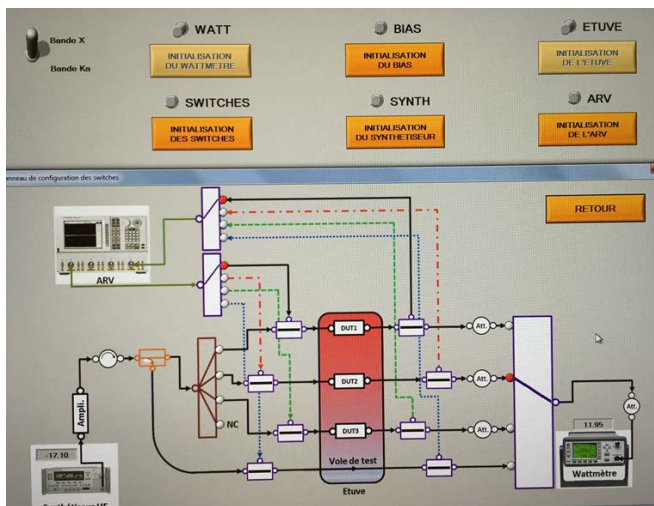 WATT
BIAS
ETUVE
Bande X
Bande Ka
INITIALISATION
DU WATTMETRE
INITIALISATION
DU BIAS
INITIALISATION
DE L'ETUVE
SWITCHES
SYNTH
ARV
INITIALISATION
DES SWITCHES
INITIALISATION
DU SYNTHETISEUR
INITIALISATION
DE L'ARV
anneau de configuration des switches
RETOUR
ARV
DUT1
Att.
DUT2
Att.
Att.
Ampli.
NC
DUT3
Att.
11.95
-17.10
Voie de test
Wattmètre
Etuve